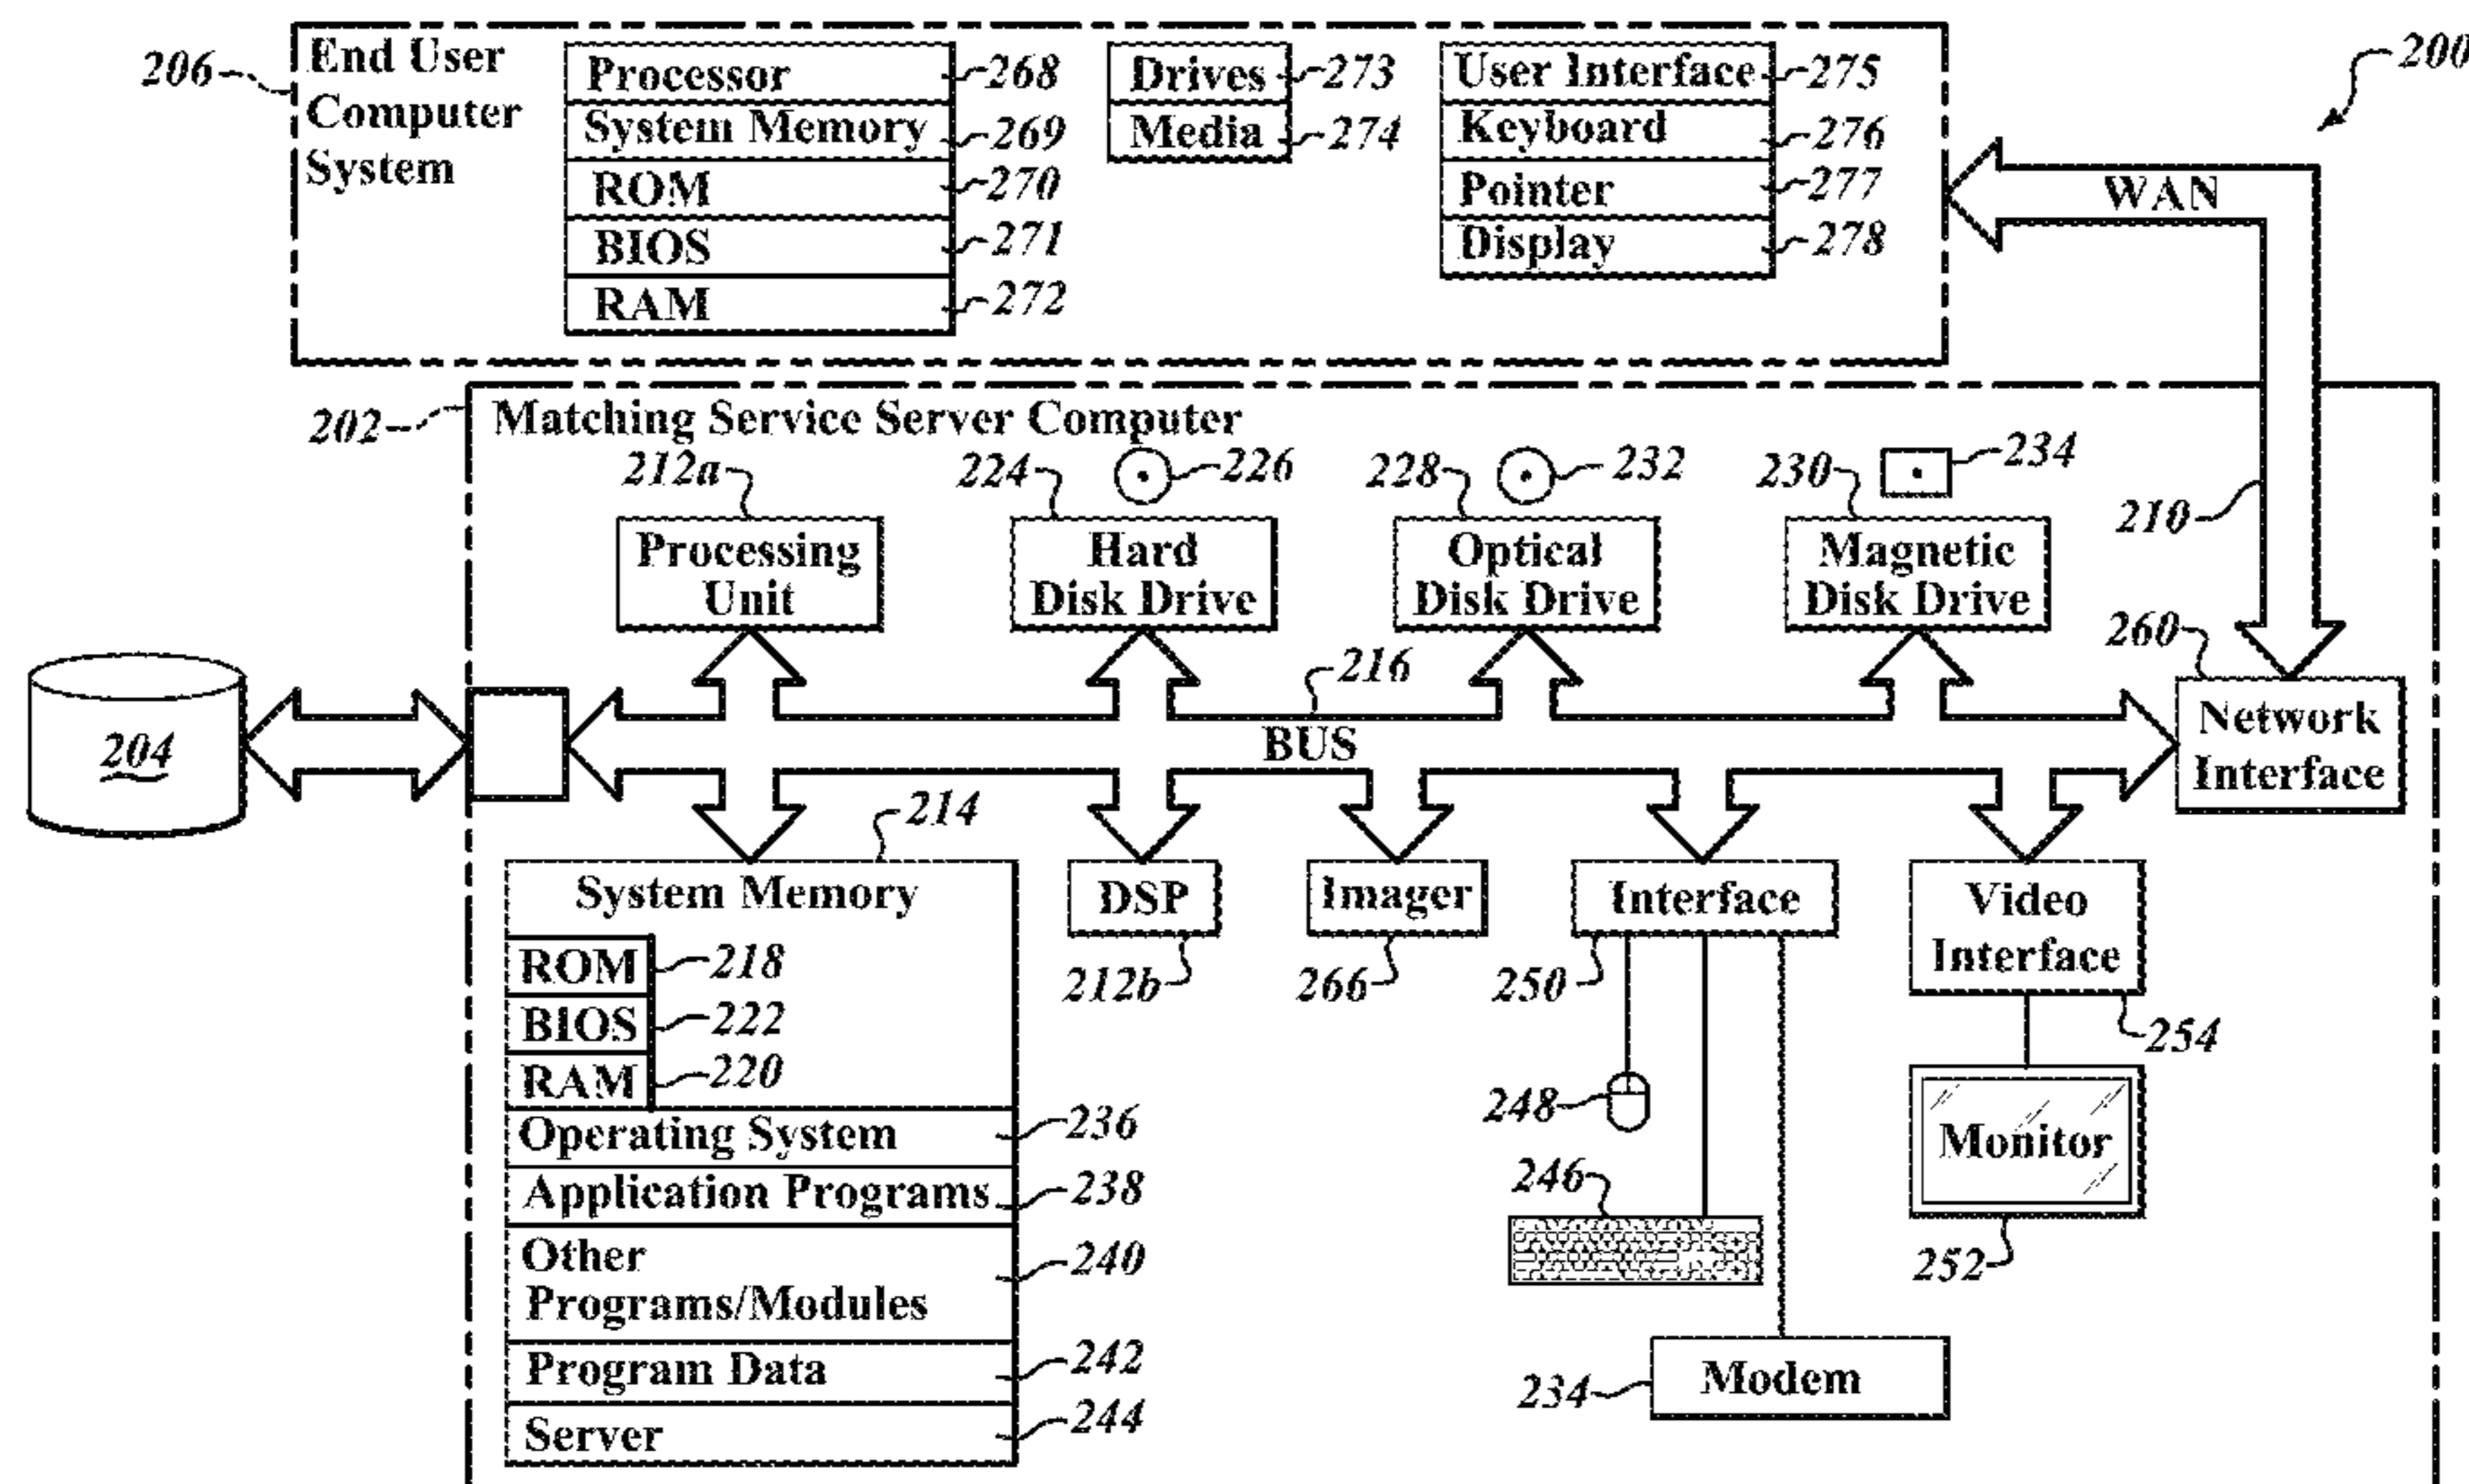 200
206
End User
Computer
System
Processor 268
System Memory 269
ROM 270
BIOS 271
RAM 272
Drives 273
Media 274
User Interface 275
Keyboard 276
Pointer 277
Display 278
WAN
210
202
Matching Service Server Computer
212a
Processing
Unit
224
226
Hard
Disk Drive
228
232
Optical
Disk Drive
230
234
Magnetic
Disk Drive
260
Network
Interface
204
216
BUS
214
System Memory
ROM 218
BIOS 222
RAM 220
Operating System 236
Application Programs 238
Other
Programs/Modules 240
Program Data 242
Server 244
DSP
212b
Imager
266
Interface
250
248
246
Modem
234
Video
Interface
254
Monitor
252